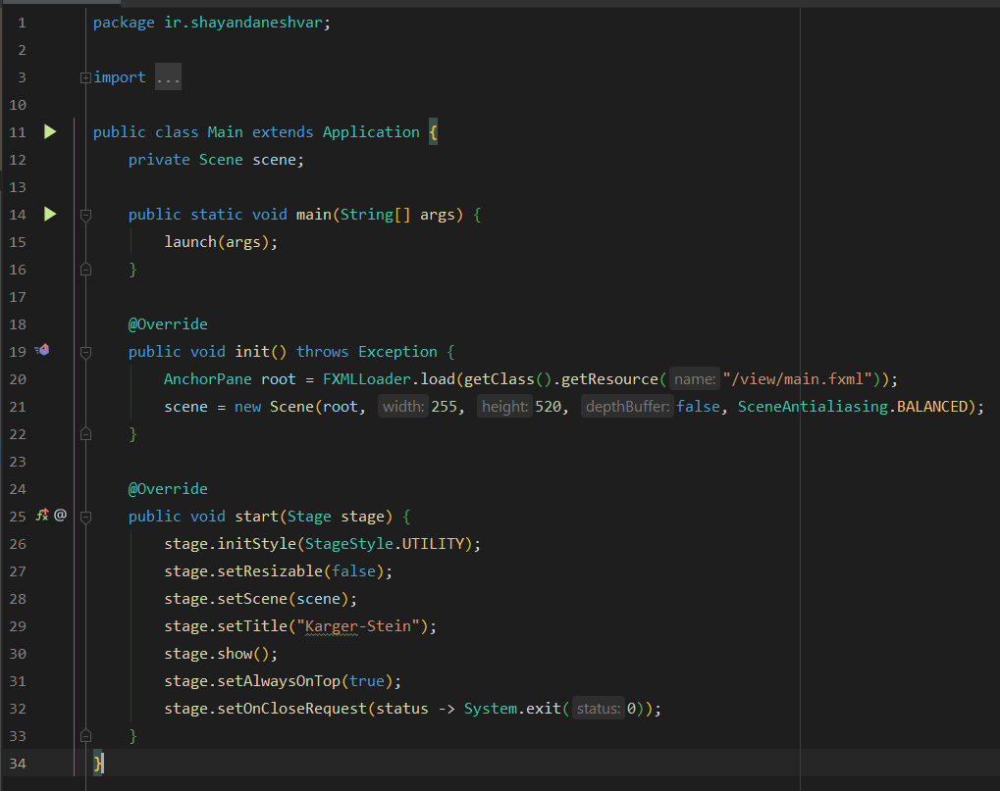 1 package ir.shayandaneshvar;
2
3 import ...
10
11 public class Main extends Application {
12 private Scene scene;
13
14 public static void main(String[] args) {
15 launch(args);
16 }
17
18 @Override
19 public void init() throws Exception {
20 AnchorPane root = FXMLLoader.load(getClass().getResource( name: "/view/main.fxml"));
21 scene = new Scene(root, width: 255, height: 520, depthBuffer: false, SceneAntialiasing.BALANCED);
22 }
23
24 @Override
25 @ public void start(Stage stage) {
26 stage.initStyle(StageStyle.UTILITY);
27 stage.setResizable(false);
28 stage.setScene(scene);
29 stage.setTitle("Karger-Stein");
30 stage.show();
31 stage.setAlwaysOnTop(true);
32 stage.setOnCloseRequest(status -> System.exit( status: 0));
33 }
34 }